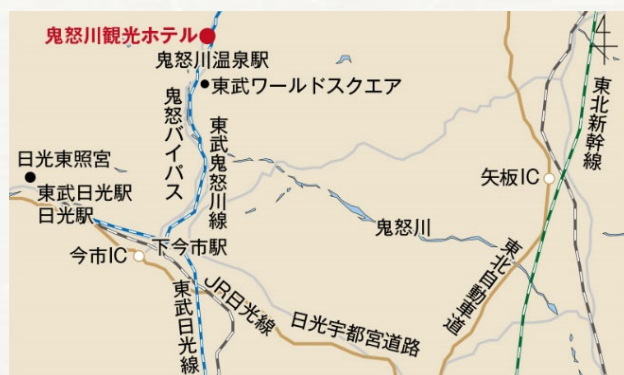 鬼怒川観光ホテル
鬼怒川温泉駅
東武ワールドスクエア
鬼怒バイパス
東武鬼怒川線
東北新幹線
日光東照宮
東武日光駅
日光駅
矢板IC
鬼怒川
下今市駅
今市IC
東武日光線
JR日光線
日光宇都宮道路
東北自動車道